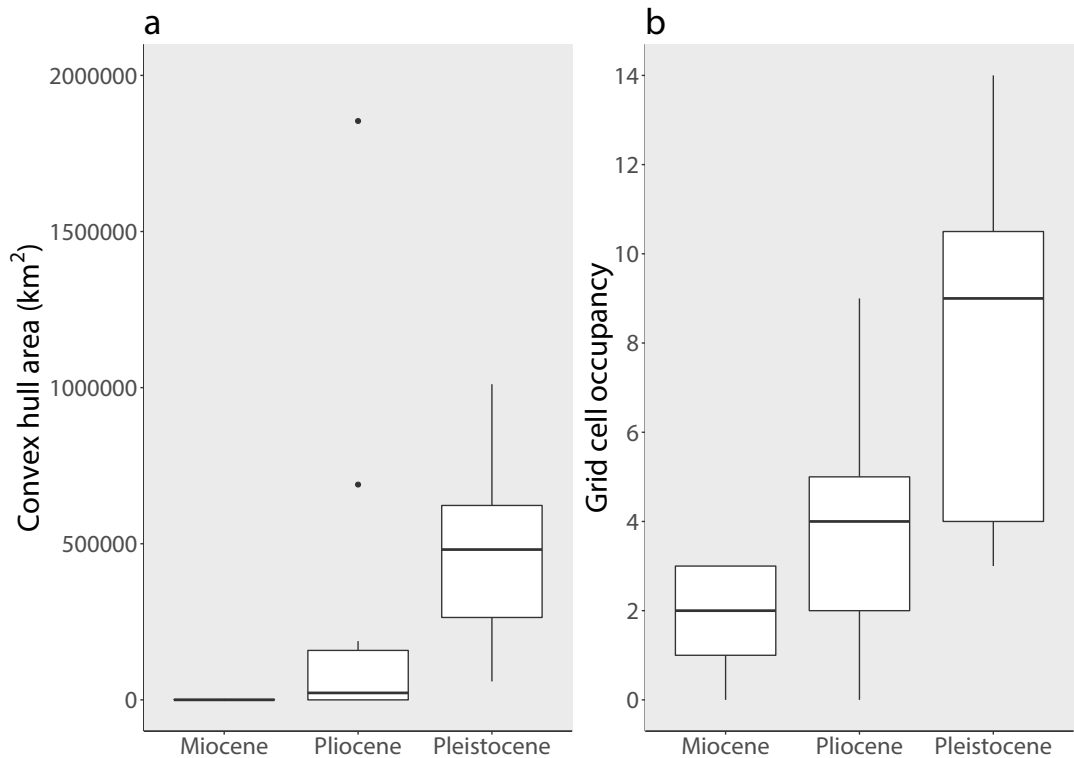 a
Convex hull area (km²)
2000000
1500000
1000000
500000
0
Miocene Pliocene Pleistocene
b
Grid cell occupancy
14
12
10
8
6
4
2
0
Miocene Pliocene Pleistocene